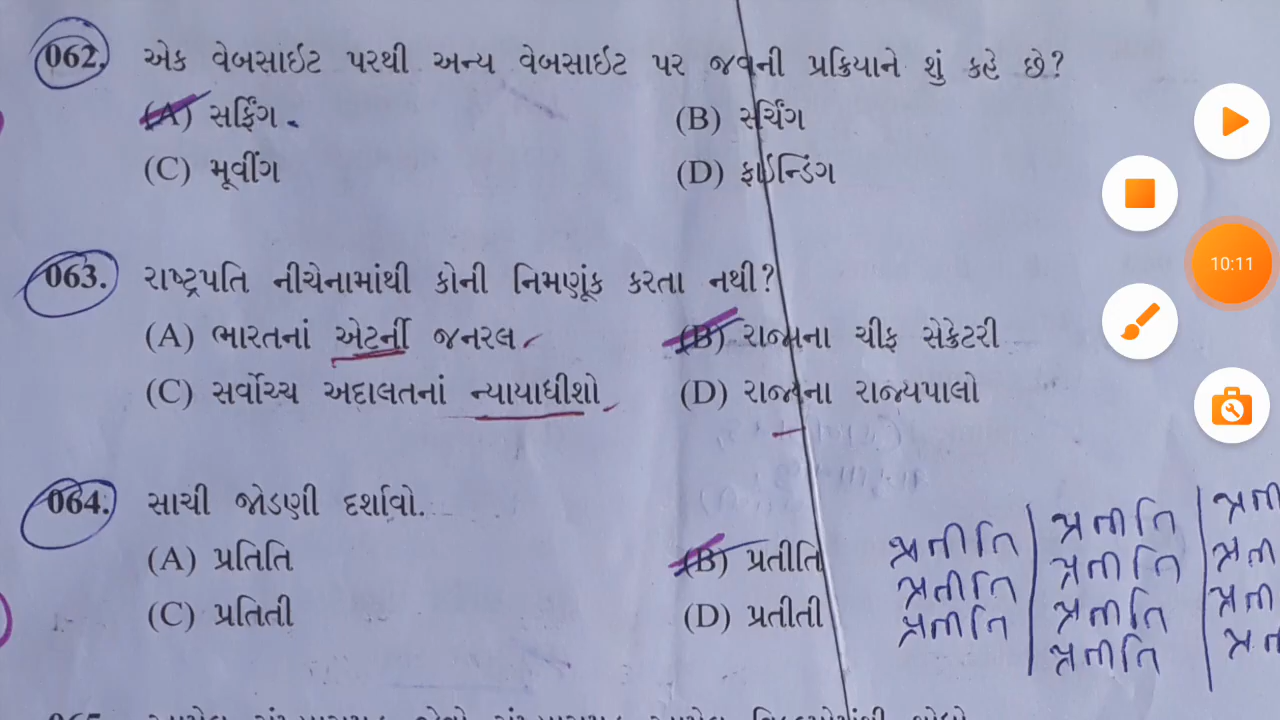 062. એક વેબસાઇટ પરથી અન્ય વેબસાઇટ પર જવાની પ્રક્રિયાને શું કહે છે?
(A) સર્ફિંગ (B) સર્ચિંગ
(C) મૂવીંગ (D) ફાઈન્ડિંગ
10:11
063. રાષ્ટ્રપતિ નીચેનામાંથી કોની નિમણૂંક કરતા નથી?
(A) ભારતનાં એટર્ની જનરલ (B) રાજ્યના ચીફ સેક્રેટરી
(C) સર્વોચ્ચ અદાલતનાં ન્યાયાધીશો (D) રાજ્યના રાજ્યપાલો
064. સાચી જોડણી દર્શાવો.
(A) પ્રતિતિ (B) પ્રતીતિ
(C) પ્રતિતી (D) પ્રતીતી
પ્રતીતિ પ્રતીતિ
પ્રતીતિ પ્રતીતિ
પ્રતીતિ પ્રતીતિ
પ્રતીતિ